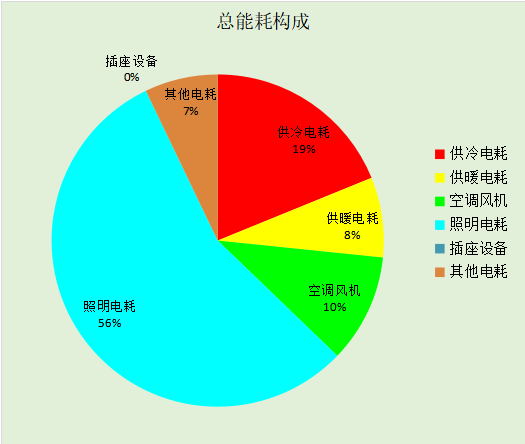 总能耗构成
插座设备
0%
其他电耗
7%
供冷电耗
19%
供暖电耗
8%
空调风机
10%
照明电耗
56%
供冷电耗
供暖电耗
空调风机
照明电耗
插座设备
其他电耗